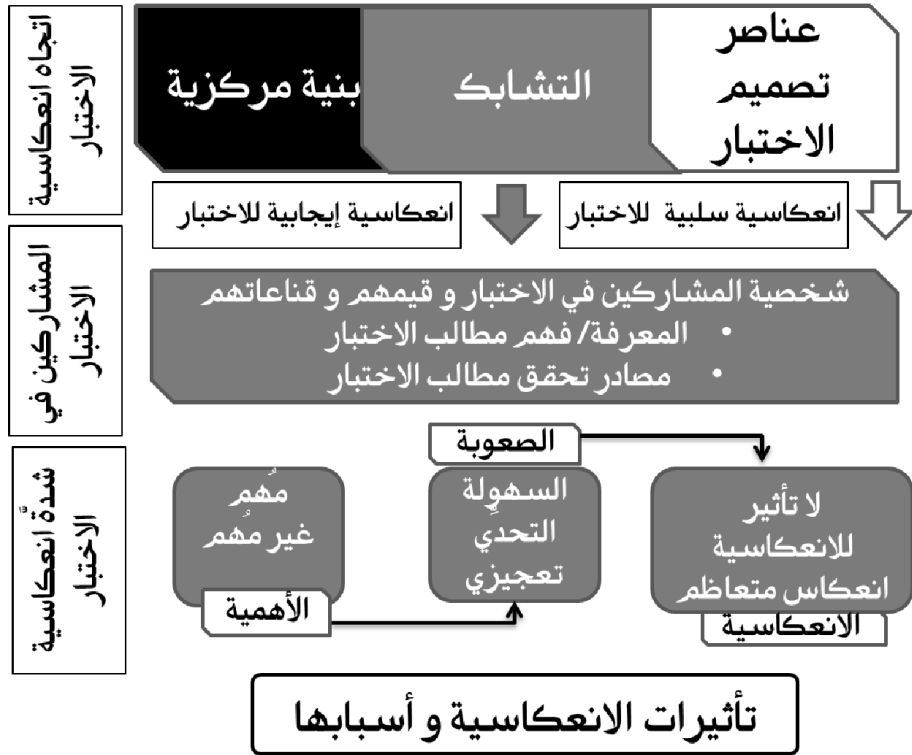 اتجاه انعكاسية
الاختبار
عناصر
تصميم
الاختبار
التشابك
بنية مركزية
انعكاسية سلبية للاختبار
انعكاسية إيجابية للاختبار
المشاركين في
الاختبار
شخصية المشاركين في الاختبار و قيمهم و قناعاتهم
• المعرفة/ فهم مطالب الاختبار
• مصادر تحقق مطالب الاختبار
شدَّة انعكاسية
الاختبار
لا تأثير
للانعكاسية
انعكاس متعاظم
الانعكاسية
الصعوبة
السهولة
التحدِّي
تعجيزي
مُهم
غير مُهم
الأهمية
تأثيرات الانعكاسية و أسبابها